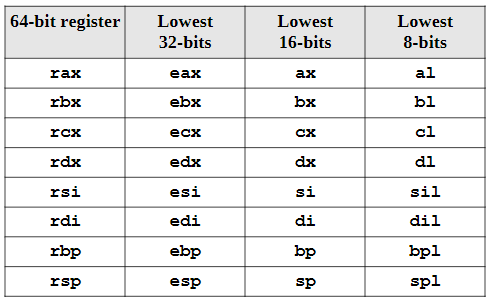 64-bit register Lowest 32-bits Lowest 16-bits Lowest 8-bits
rax eax ax al
rbx ebx bx bl
rcx ecx cx cl
rdx edx dx dl
rsi esi si sil
rdi edi di dil
rbp ebp bp bpl
rsp esp sp spl